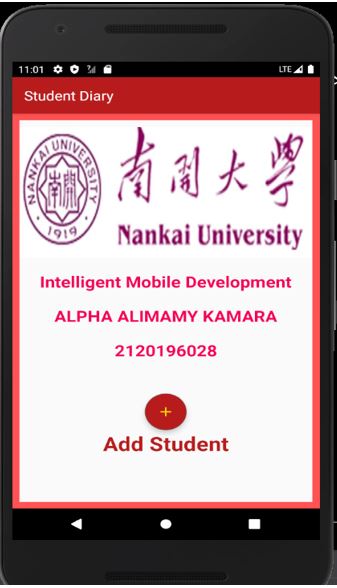 11:01
LTE
Student Diary
NANKAI UNIVERSITY
南開
1919
南開大學
Nankai University
Intelligent Mobile Development
ALPHA ALIMAMY KAMARA
2120196028
+
Add Student